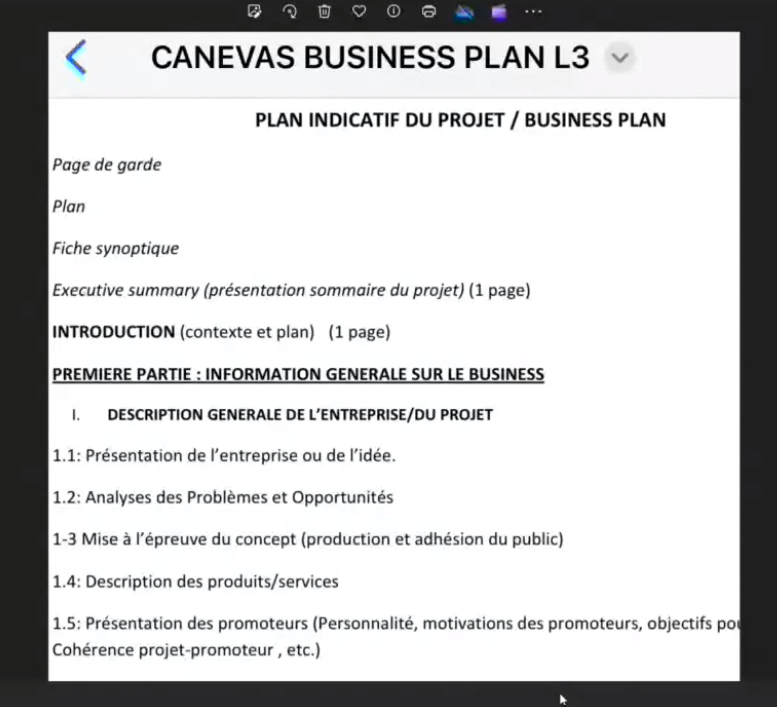 CANEVAS BUSINESS PLAN L3
PLAN INDICATIF DU PROJET / BUSINESS PLAN
Page de garde
Plan
Fiche synoptique
Executive summary (présentation sommaire du projet) (1 page)
INTRODUCTION (contexte et plan) (1 page)
PREMIERE PARTIE : INFORMATION GENERALE SUR LE BUSINESS
I. DESCRIPTION GENERALE DE L'ENTREPRISE/DU PROJET
1.1: Présentation de l'entreprise ou de l'idée.
1.2: Analyses des Problèmes et Opportunités
1-3 Mise à l'épreuve du concept (production et adhésion du public)
1.4: Description des produits/services
1.5: Présentation des promoteurs (Personnalité, motivations des promoteurs, objectifs
Cohérence projet-promoteur , etc.)